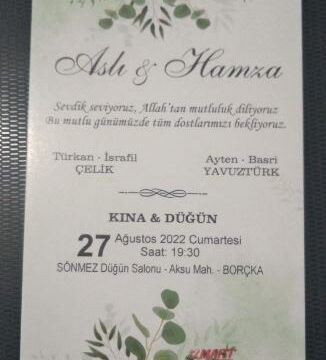 Aslı & Hamza
Sevdik seviyoruz, Allah'tan mutluluk diliyoruz
Bu mutlu günümüzde tüm dostlarımızı bekliyoruz.
Türkan - İsrafil
ÇELİK
Ayten - Basri
YAVUZTÜRK
KINA & DÜĞÜN
27 Ağustos 2022 Cumartesi
Saat: 19:30
SÖNMEZ Düğün Salonu - Aksu Mah. - BORÇKA